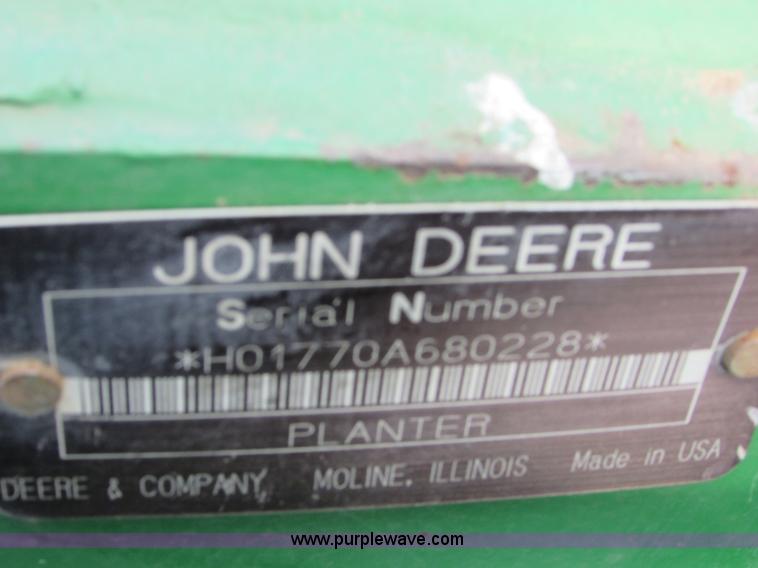 JOHN DEERE
Serial Number
*H01770A680228*
PLANTER
DEERE & COMPANY MOLINE, ILLINOIS Made in USA
www.purplewave.com